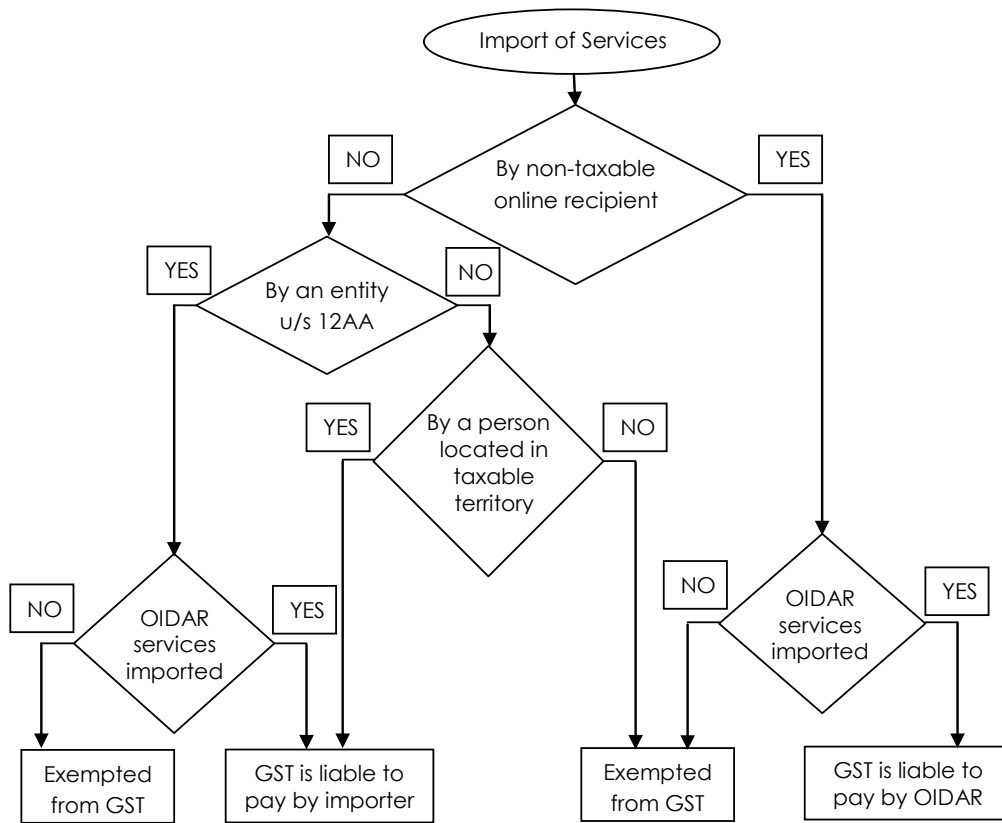 Import of Services
NO
By non-taxable
online recipient
YES
YES
By an entity
u/s 12AA
NO
YES
By a person
located in
taxable
territory
NO
NO
OIDAR
services
imported
YES
NO
OIDAR
services
imported
YES
Exempted
from GST
GST is liable to
pay by importer
Exempted
from GST
GST is liable to
pay by OIDAR